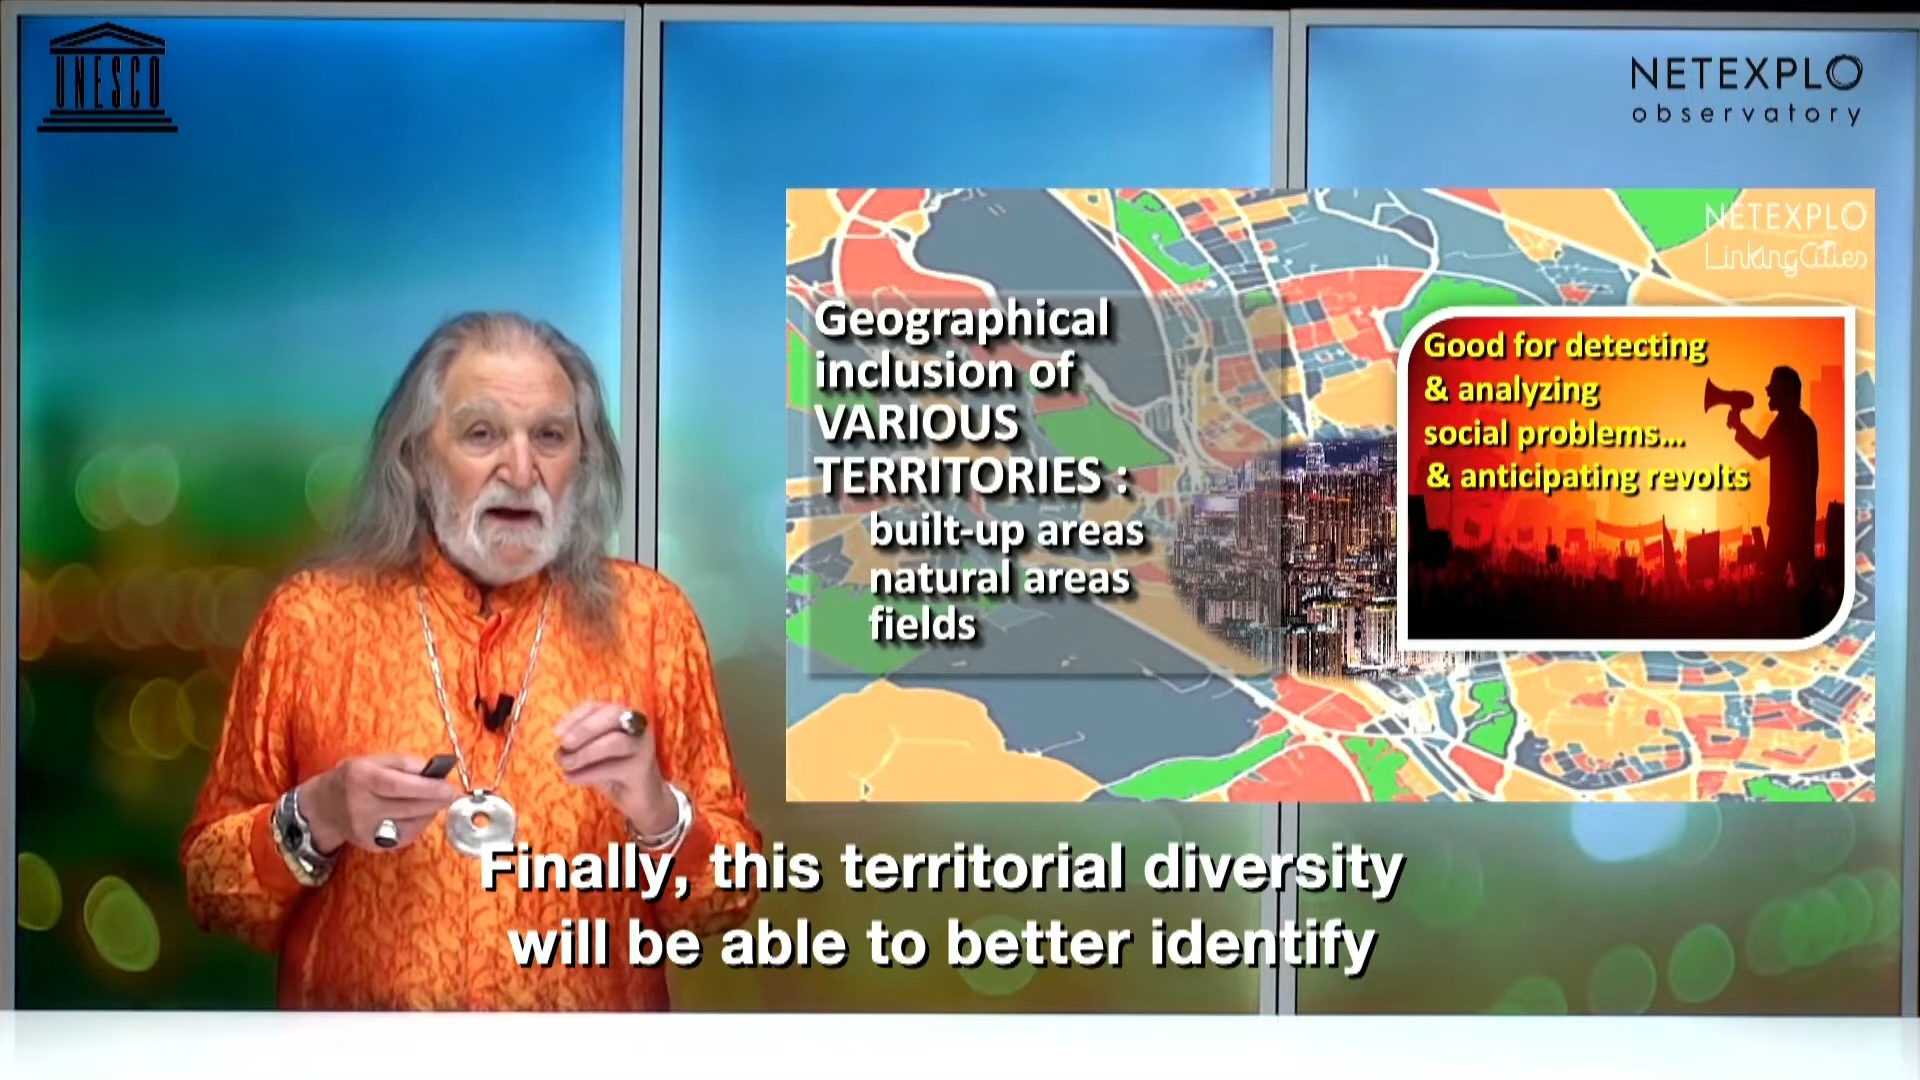 UNESCO
NETEXPLO
observatory
NETEXPLO
LinkingCities
Geographical
inclusion of
VARIOUS
TERRITORIES :
built-up areas
natural areas
fields
Good for detecting
& analyzing
social problems...
& anticipating revolts
Finally, this territorial diversity
will be able to better identify